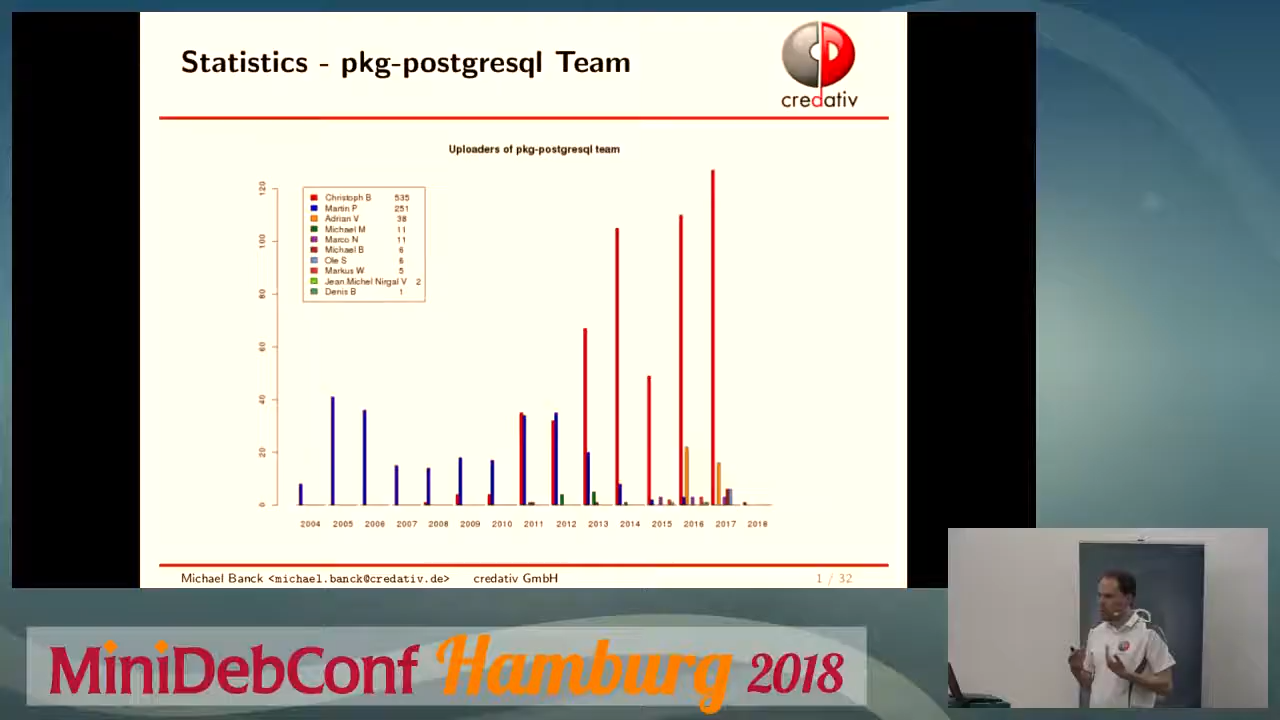 Statistics - pkg-postgresql Team
credativ
Uploaders of pkg-postgresql team
120
100
80
60
40
20
0
Christoph B 535
Martin P 251
Adrian V 38
Michael M 11
Marco N 11
Michael B 6
Ole S 6
Markus W 5
Jean Michel Nirgal V 2
Denis B 1
2004 2005 2006 2007 2008 2009 2010 2011 2012 2013 2014 2015 2016 2017 2018
Michael Banck <michael.banck@credativ.de> credativ GmbH 1 / 32
MiniDebConf Hamburg 2018